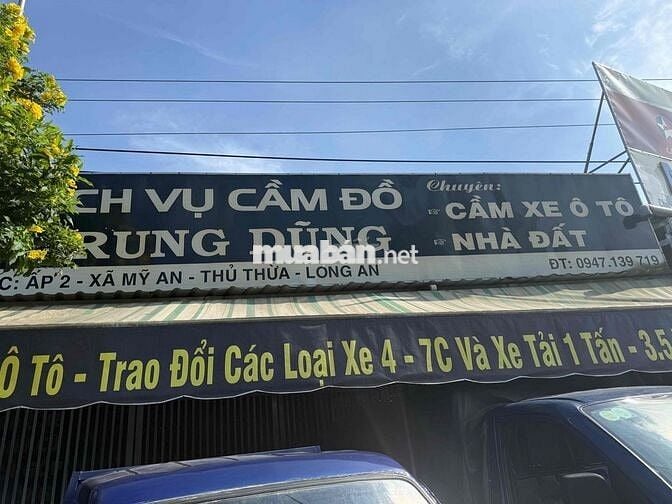 CH VỤ CẦM ĐỒ
RUNG DŨNG
C: ẤP 2 - XÃ MỸ AN - THỦ THỪA - LONG AN
Chuyên:
☞ CẦM XE Ô TÔ
☞ NHÀ ĐẤT
ĐT: 0947.139.719
muaban.net
Ô Tô - Trao Đổi Các Loại Xe 4 - 7C Và Xe Tải 1 Tấn - 3.5